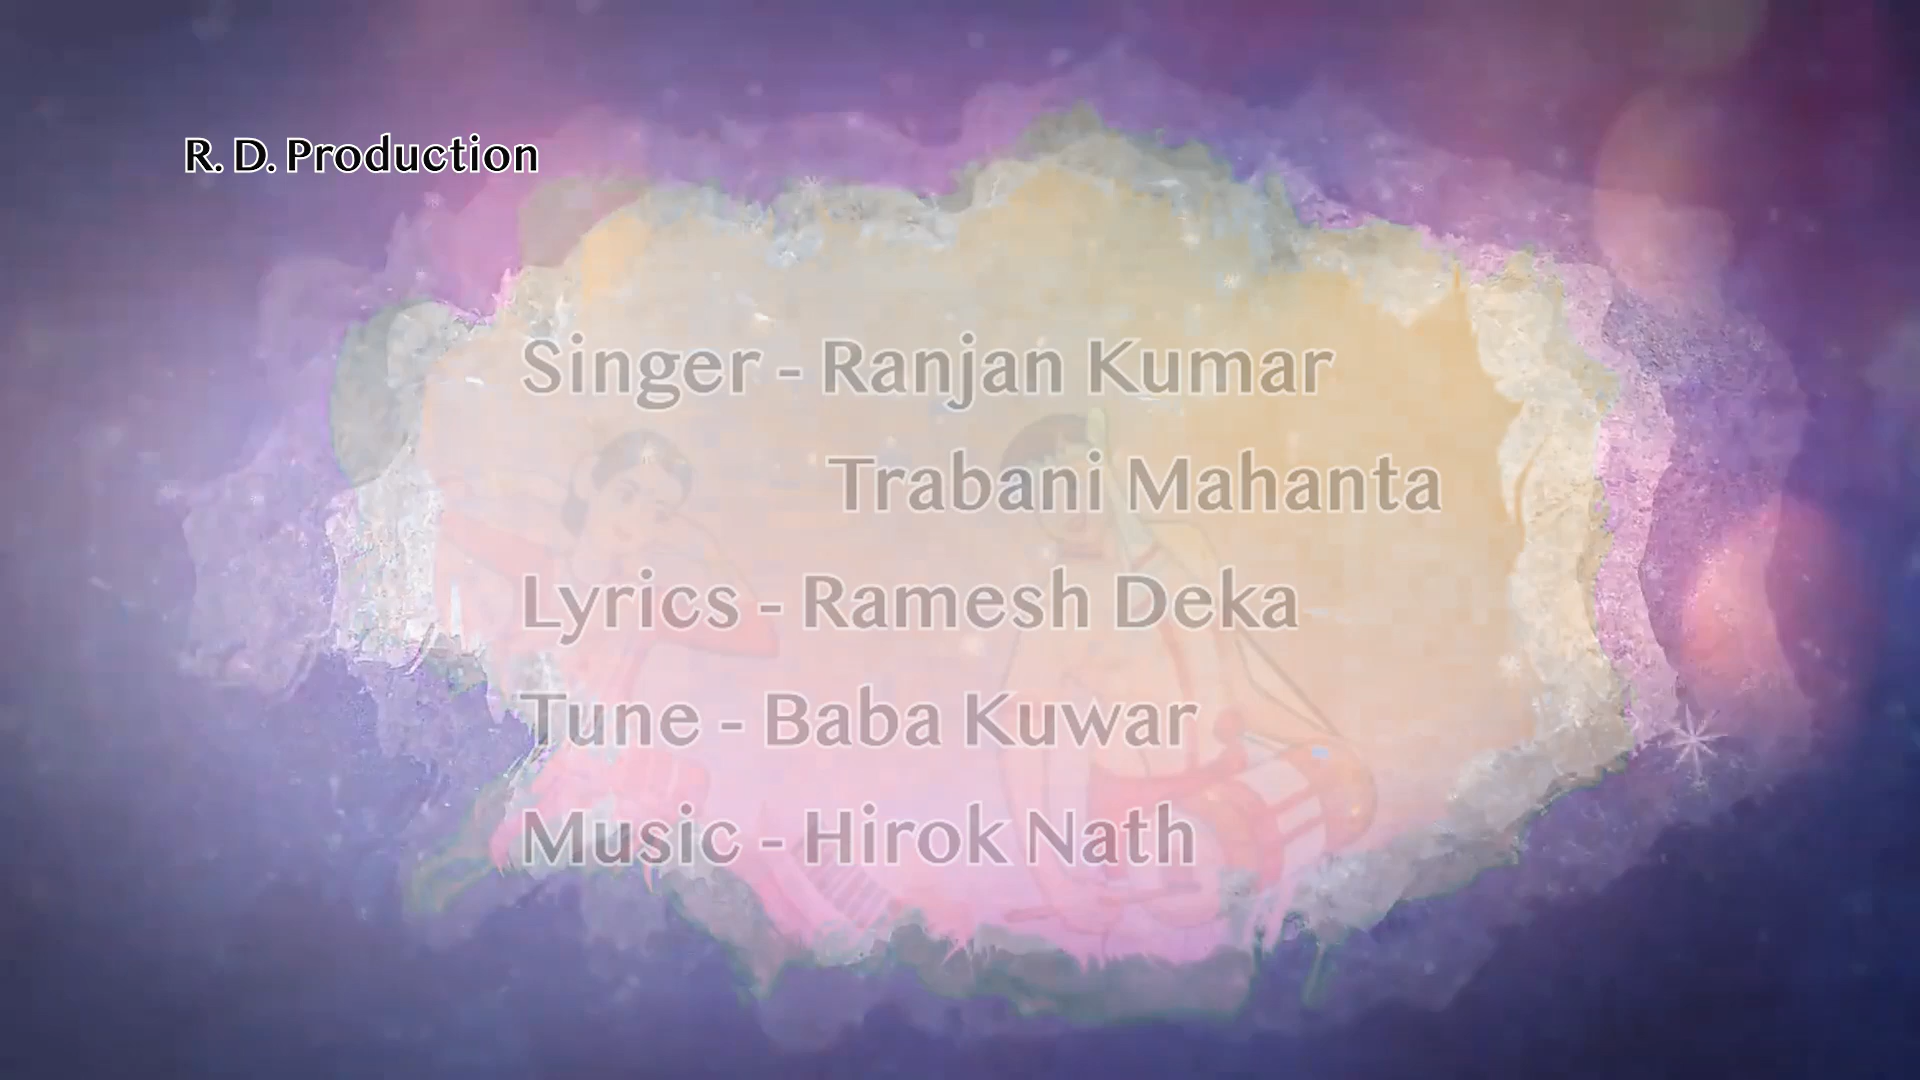 R. D. Production
Singer - Ranjan Kumar
Trabani Mahanta
Lyrics - Ramesh Deka
Tune - Baba Kuwar
Music - Hirok Nath